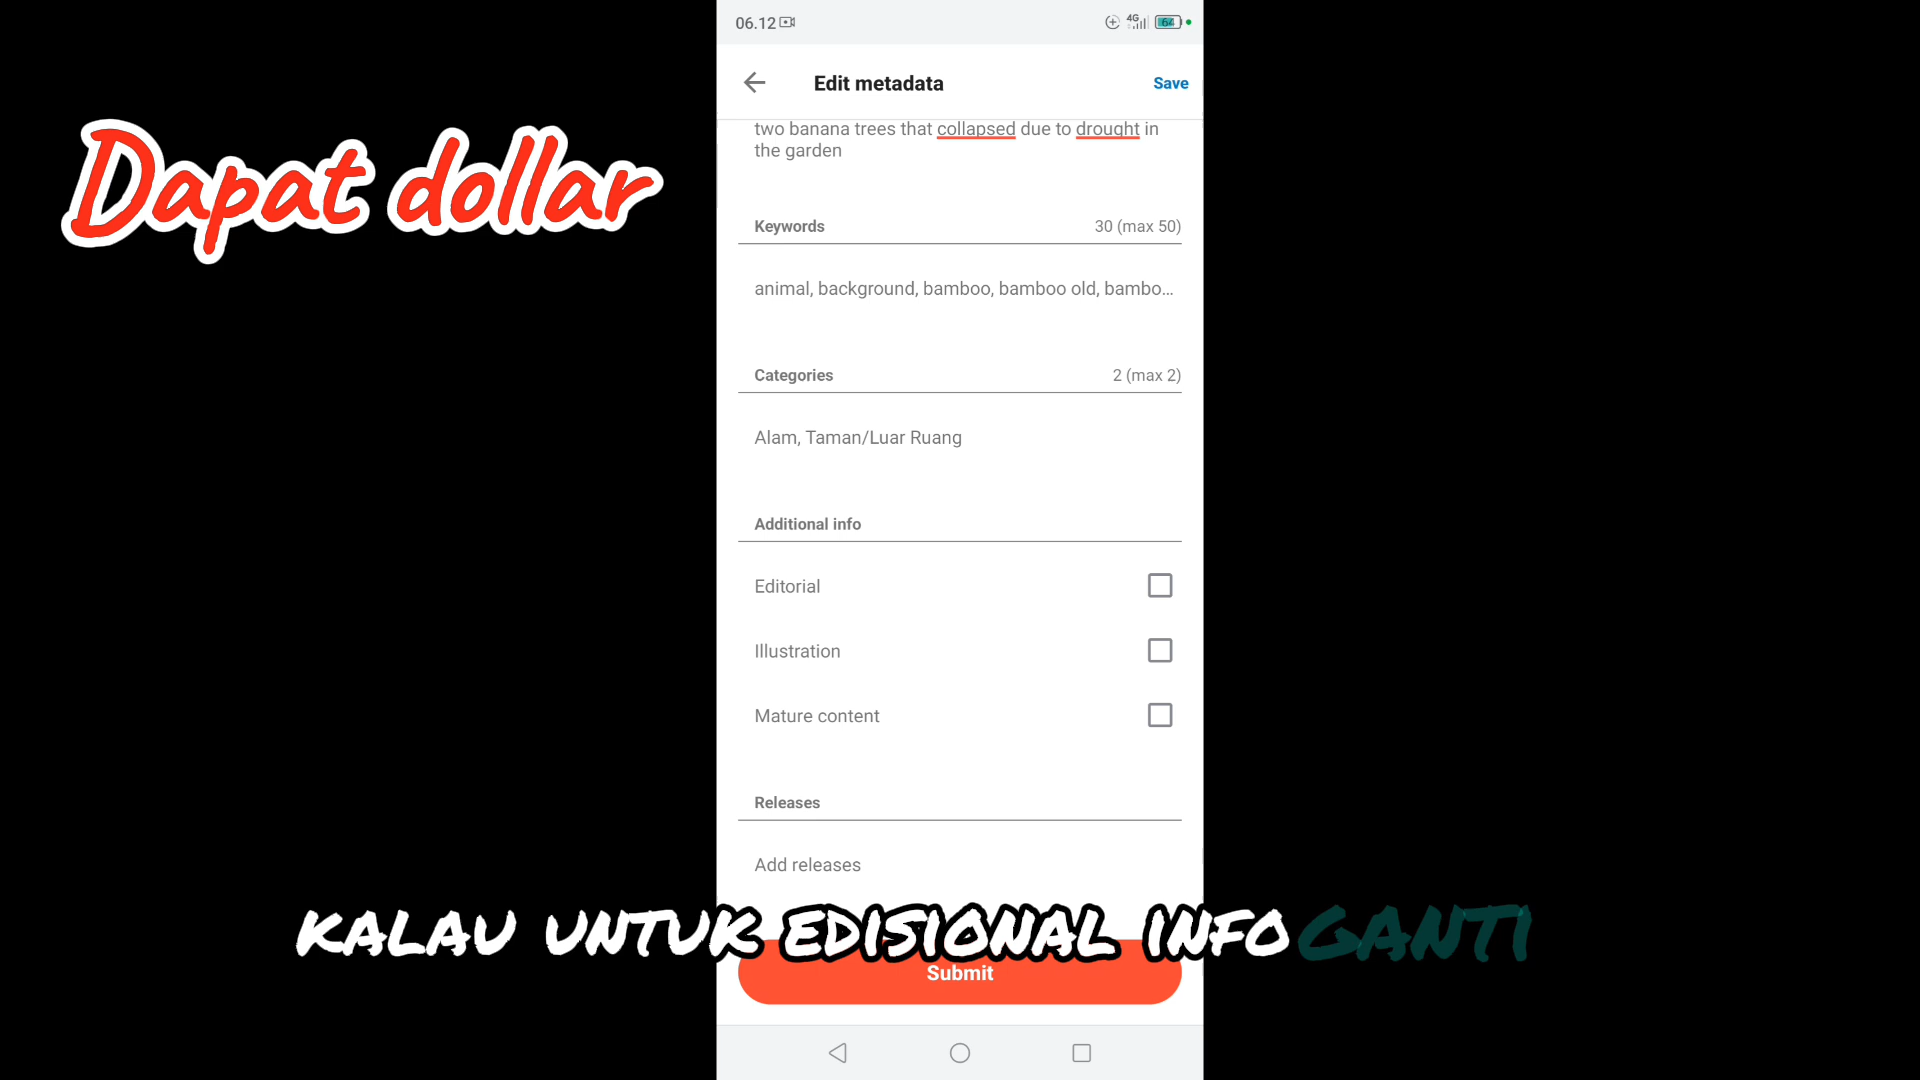 06.12
4G
64
Edit metadata
Save
Dapat dollar
two banana trees that collapsed due to drought in
the garden
Keywords
30 (max 50)
animal, background, bamboo, bamboo old, bambo...
Categories
2 (max 2)
Alam, Taman/Luar Ruang
Additional info
Editorial
Illustration
Mature content
Releases
Add releases
KALAU UNTUK EDISIONAL INFO GANTI
Submit